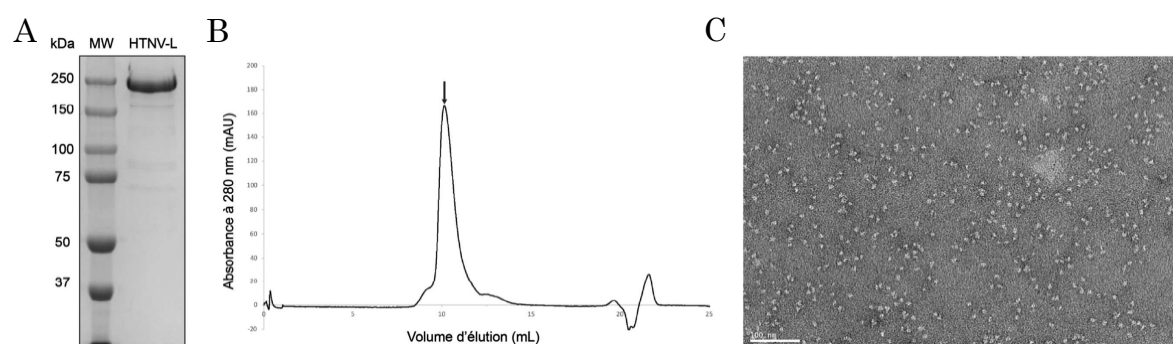 A
kDa MW HTNV-L
250
150
100
75
50
37
B
Absorbance à 280 nm (mAU)
200
180
160
140
120
100
80
60
40
20
0
-20
0 5 10 15 20 25
Volume d'élution (mL)
C
100 nm